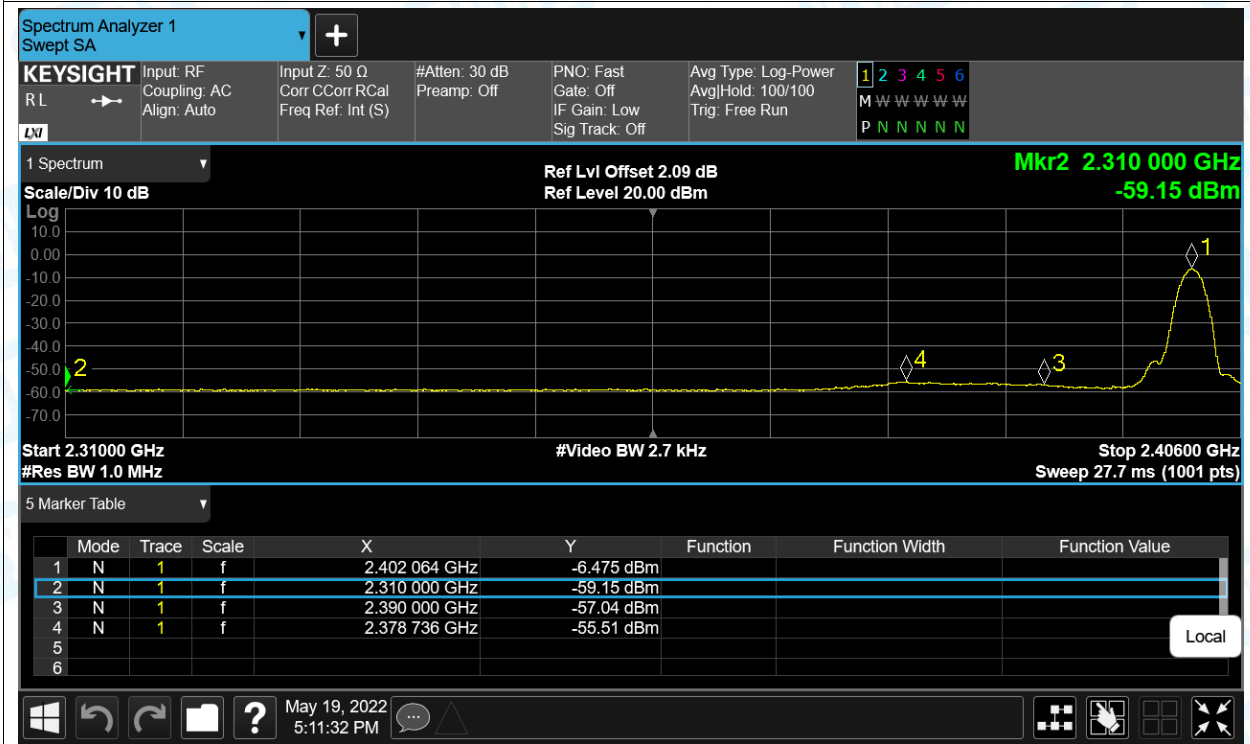 Spectrum Analyzer 1
Swept SA
KEYSIGHT
R L
LXI
Input: RF
Coupling: AC
Align: Auto
Input Z: 50 Ω
Corr CCorr RCal
Freq Ref: Int (S)
#Atten: 30 dB
Preamp: Off
PNO: Fast
Gate: Off
IF Gain: Low
Sig Track: Off
Avg Type: Log-Power
Avg|Hold: 100/100
Trig: Free Run
1 2 3 4 5 6
M W W W W W
P N N N N N
1 Spectrum
Scale/Div 10 dB
Ref Lvl Offset 2.09 dB
Ref Level 20.00 dBm
Mkr2 2.310 000 GHz
-59.15 dBm
Log
10.0
0.00
-10.0
-20.0
-30.0
-40.0
-50.0
-60.0
-70.0
2
4
3
1
Start 2.31000 GHz
#Res BW 1.0 MHz
#Video BW 2.7 kHz
Stop 2.40600 GHz
Sweep 27.7 ms (1001 pts)
5 Marker Table
Mode Trace Scale X Y Function Function Width Function Value
1 N 1 f 2.402 064 GHz -6.475 dBm
2 N 1 f 2.310 000 GHz -59.15 dBm
3 N 1 f 2.390 000 GHz -57.04 dBm
4 N 1 f 2.378 736 GHz -55.51 dBm
5
6
Local
?
May 19, 2022
5:11:32 PM